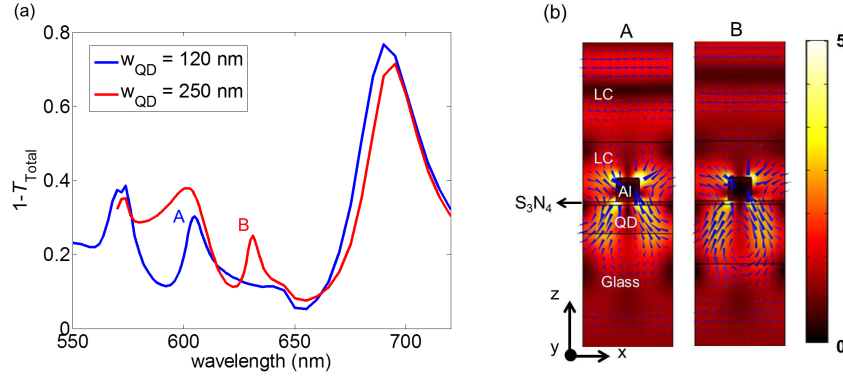 (a)
0.8
0.6
0.4
0.2
0
1-T_Total
w_QD = 120 nm
w_QD = 250 nm
A
B
550
600
650
700
wavelength (nm)
(b)
A
B
LC
LC
Al
S₃N₄
QD
Glass
z
y
x
5
0